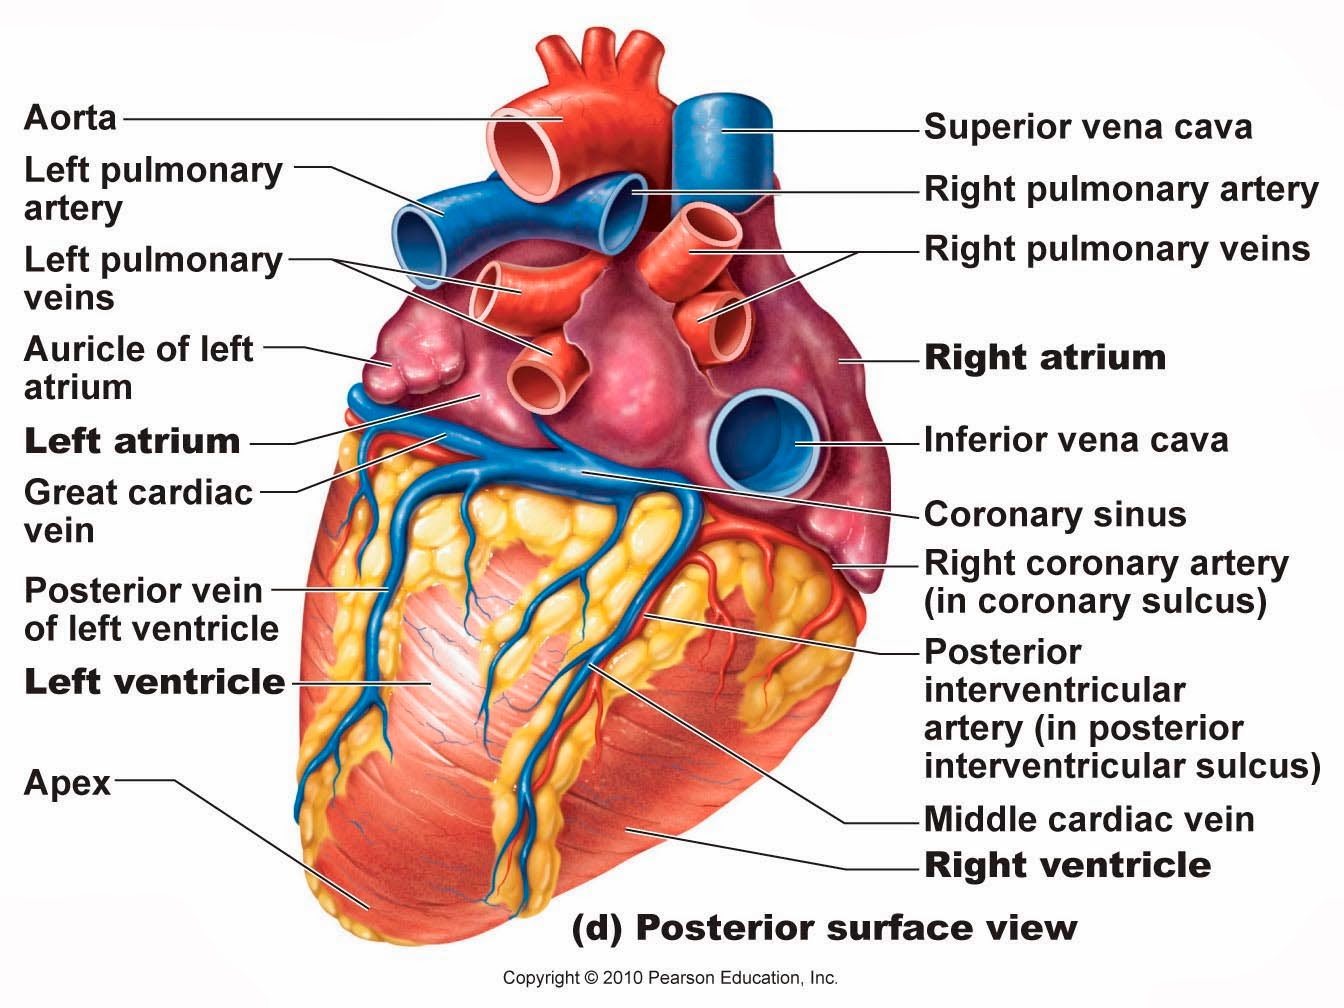 Aorta
Left pulmonary
artery
Left pulmonary
veins
Auricle of left
atrium
Left atrium
Great cardiac
vein
Posterior vein
of left ventricle
Left ventricle
Apex
Superior vena cava
Right pulmonary artery
Right pulmonary veins
Right atrium
Inferior vena cava
Coronary sinus
Right coronary artery
(in coronary sulcus)
Posterior
interventricular
artery (in posterior
interventricular sulcus)
Middle cardiac vein
Right ventricle
(d) Posterior surface view
Copyright © 2010 Pearson Education, Inc.